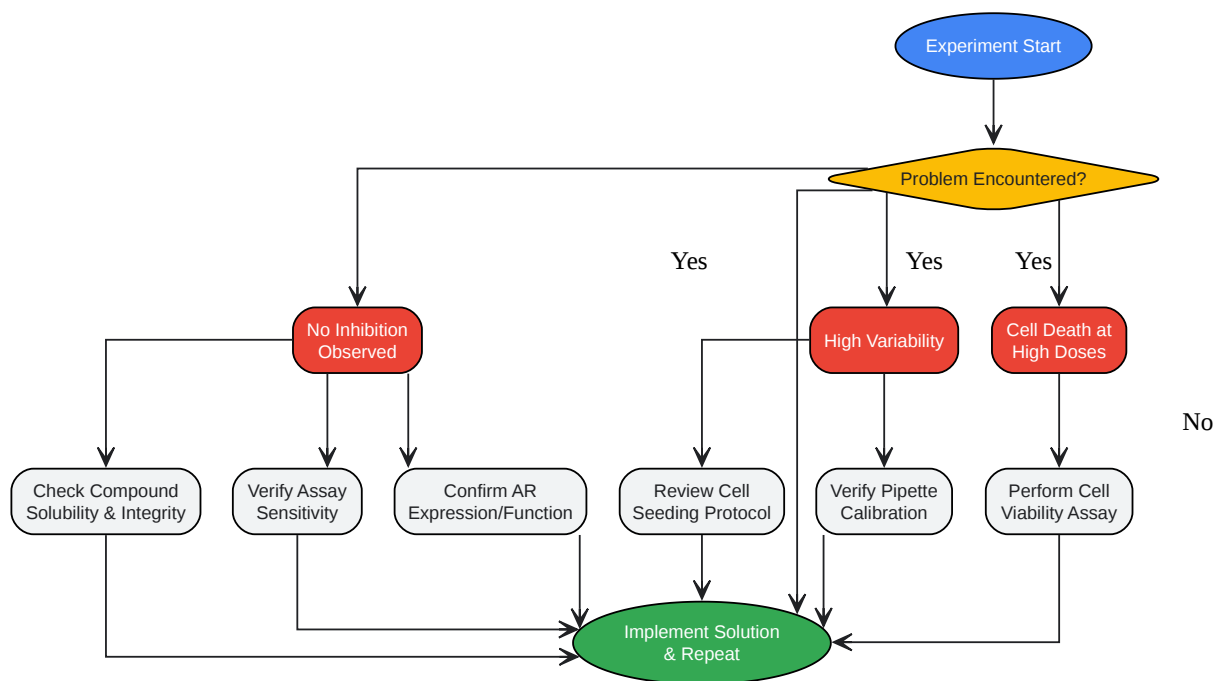 Experiment Start
Problem Encountered?
Yes
Yes
Yes
No Inhibition
Observed
High Variability
Cell Death at
High Doses
No
Check Compound
Solubility & Integrity
Verify Assay
Sensitivity
Confirm AR
Expression/Function
Review Cell
Seeding Protocol
Verify Pipette
Calibration
Perform Cell
Viability Assay
Implement Solution
& Repeat